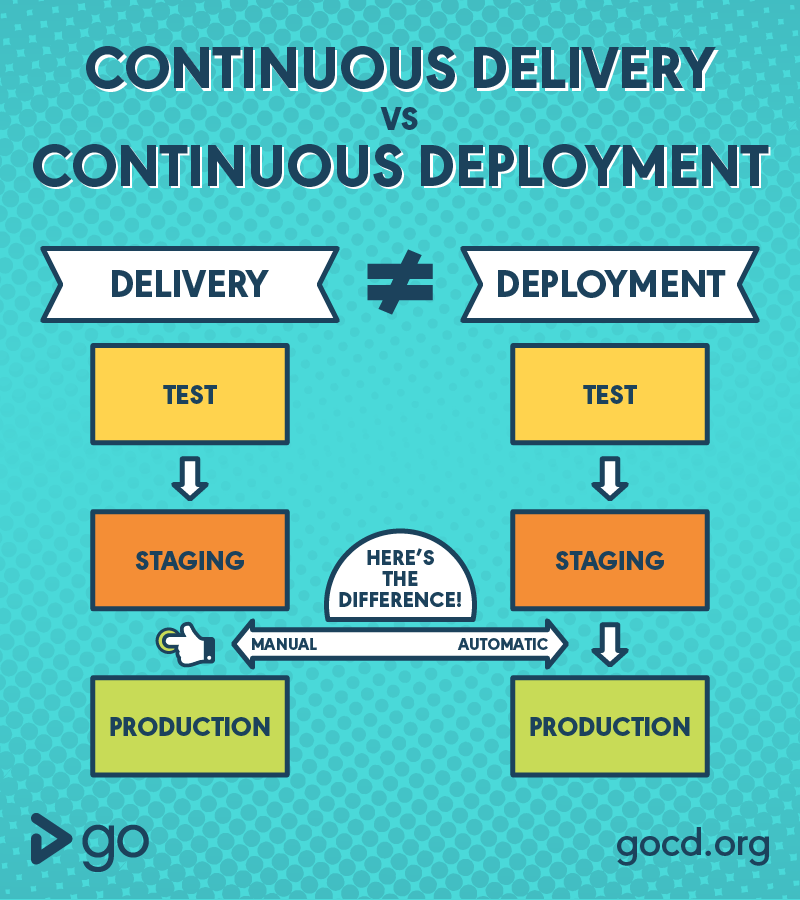 CONTINUOUS DELIVERY
VS
CONTINUOUS DEPLOYMENT
DELIVERY ≠ DEPLOYMENT
TEST
STAGING
PRODUCTION
HERE'S
THE
DIFFERENCE!
MANUAL AUTOMATIC
TEST
STAGING
PRODUCTION
go
gocd.org